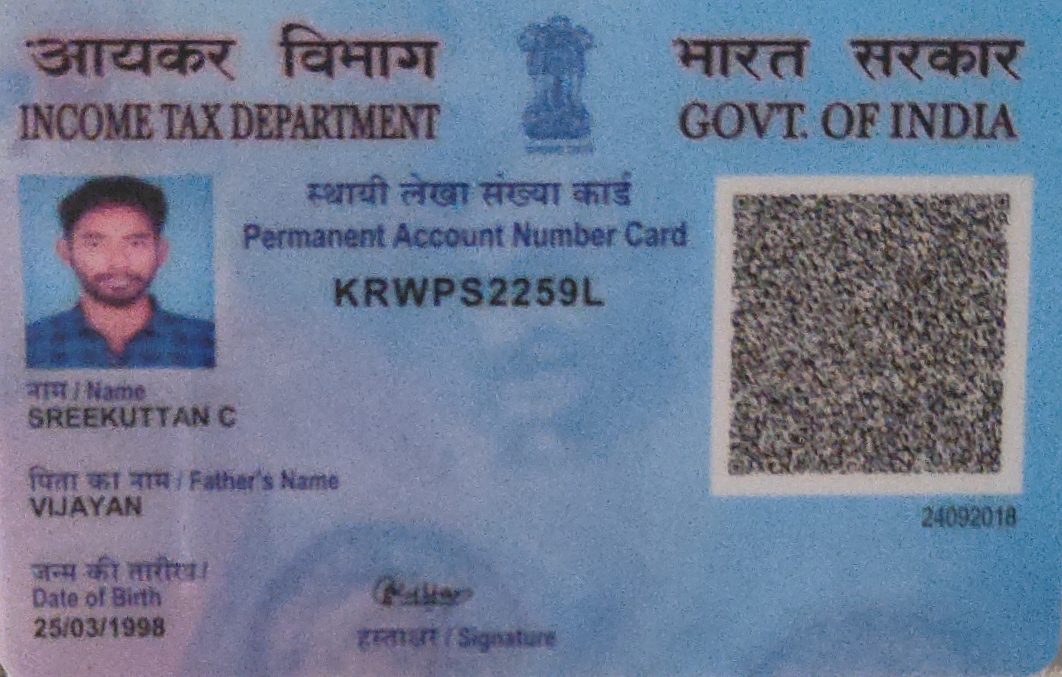 आयकर विभाग
INCOME TAX DEPARTMENT
भारत सरकार
GOVT. OF INDIA
स्थायी लेखा संख्या कार्ड
Permanent Account Number Card
KRWPS2259L
नाम / Name
SREEKUTTAN C
पिता का नाम / Father's Name
VIJAYAN
24092018
जन्म की तारीख/
Date of Birth
25/03/1998
हस्ताक्षर / Signature